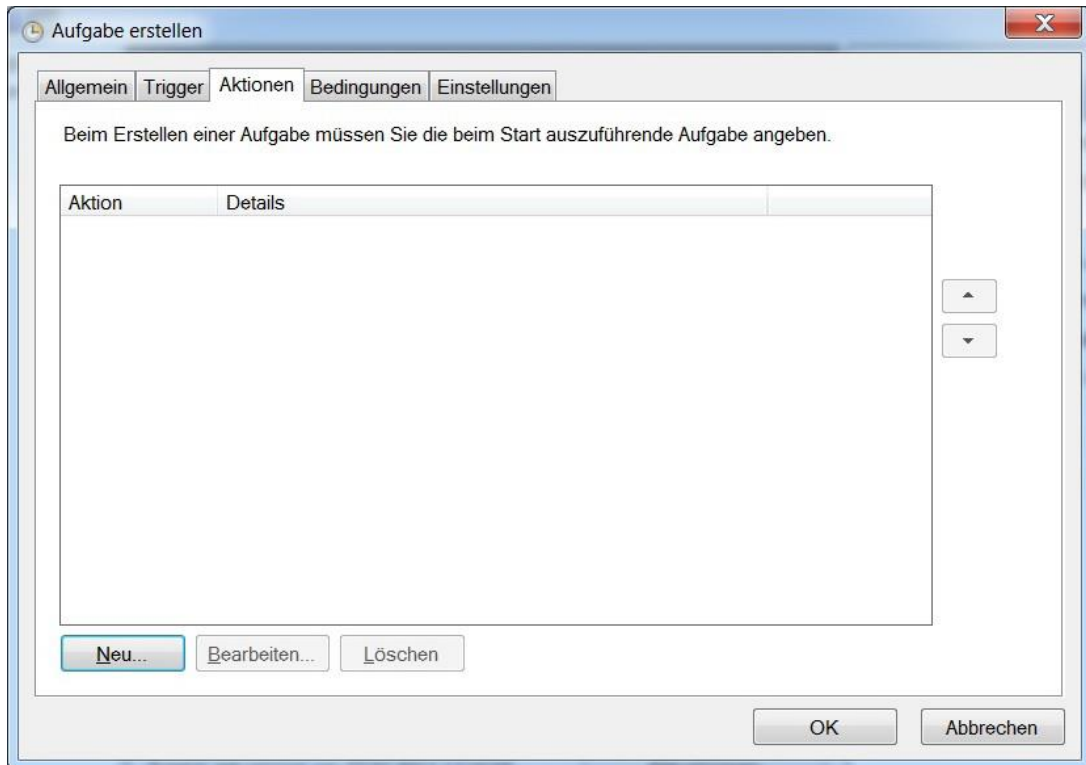 Aufgabe erstellen
Allgemein Trigger Aktionen Bedingungen Einstellungen
Beim Erstellen einer Aufgabe müssen Sie die beim Start auszuführende Aufgabe angeben.
Aktion Details
Neu... Bearbeiten... Löschen
OK Abbrechen